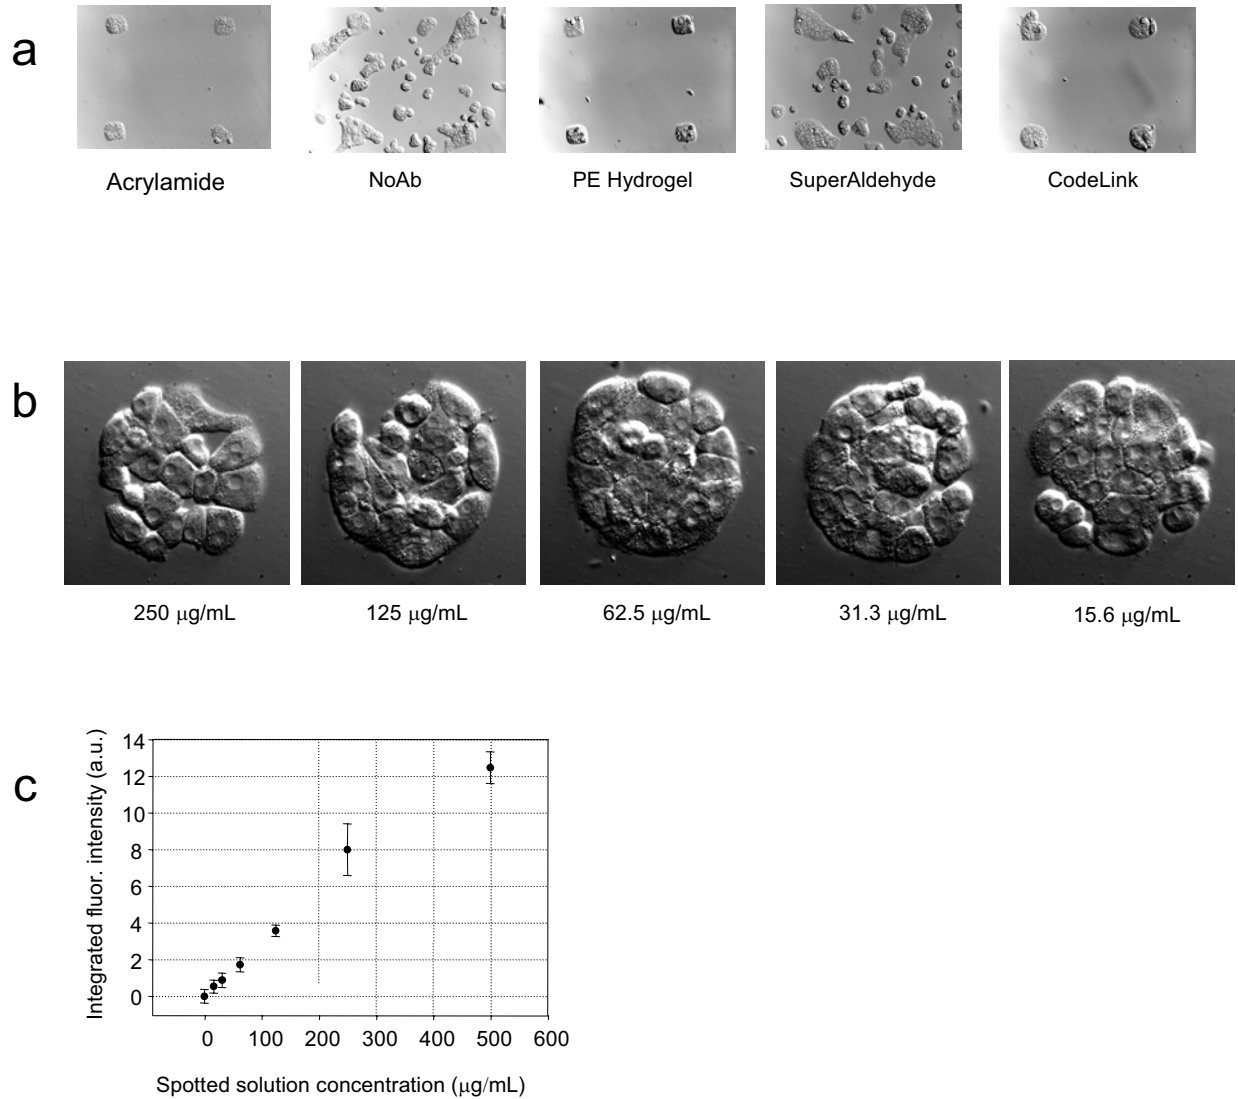 a
Acrylamide NoAb PE Hydrogel SuperAldehyde CodeLink
b
250 μg/mL 125 μg/mL 62.5 μg/mL 31.3 μg/mL 15.6 μg/mL
c
Integrated fluor. intensity (a.u.)
14
12
10
8
6
4
2
0
0 100 200 300 400 500 600
Spotted solution concentration (μg/mL)